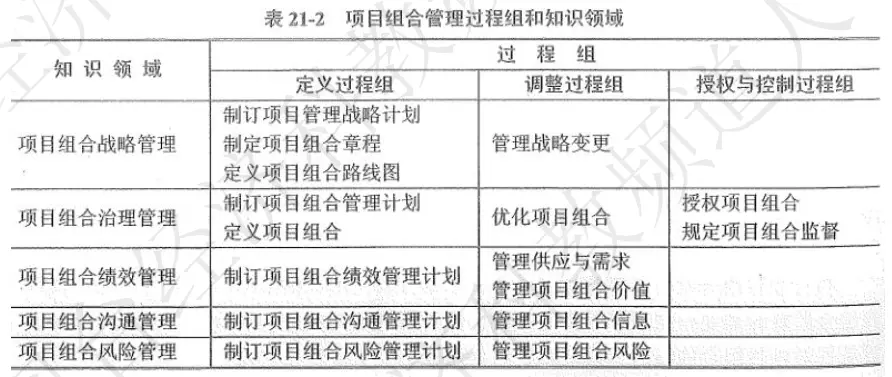 表 21-2 项目组合管理过程组和知识领域
知识领域
过程组
定义过程组 调整过程组 授权与控制过程组
项目组合战略管理
制订项目管理战略计划
制定项目组合章程
定义项目组合路线图
管理战略变更
项目组合治理管理
制订项目组合管理计划
定义项目组合
优化项目组合
授权项目组合
规定项目组合监督
项目组合绩效管理
制订项目组合绩效管理计划
管理供应与需求
管理项目组合价值
项目组合沟通管理 制订项目组合沟通管理计划 管理项目组合信息
项目组合风险管理 制订项目组合风险管理计划 管理项目组合风险